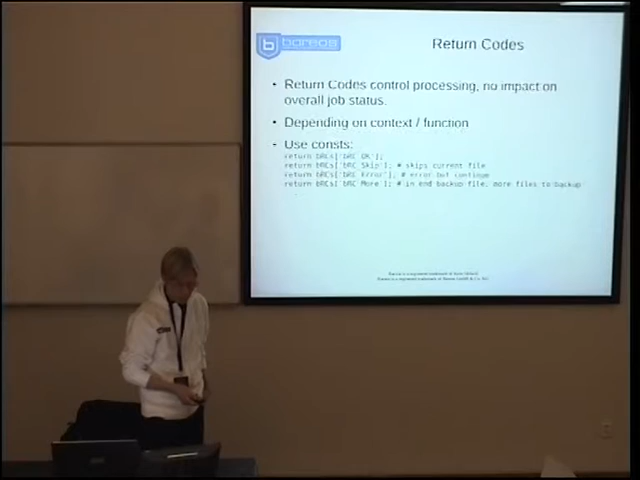 bareos
Return Codes
• Return Codes control processing, no impact on
overall job status.
• Depending on context / function
• Use consts:
return bRCs['bRC_OK'];
return bRCs['bRC_Skip']; # skips current file
return bRCs['bRC_Error']; # error but continue
return bRCs['bRC_More']; # in end backup file: more files to backup